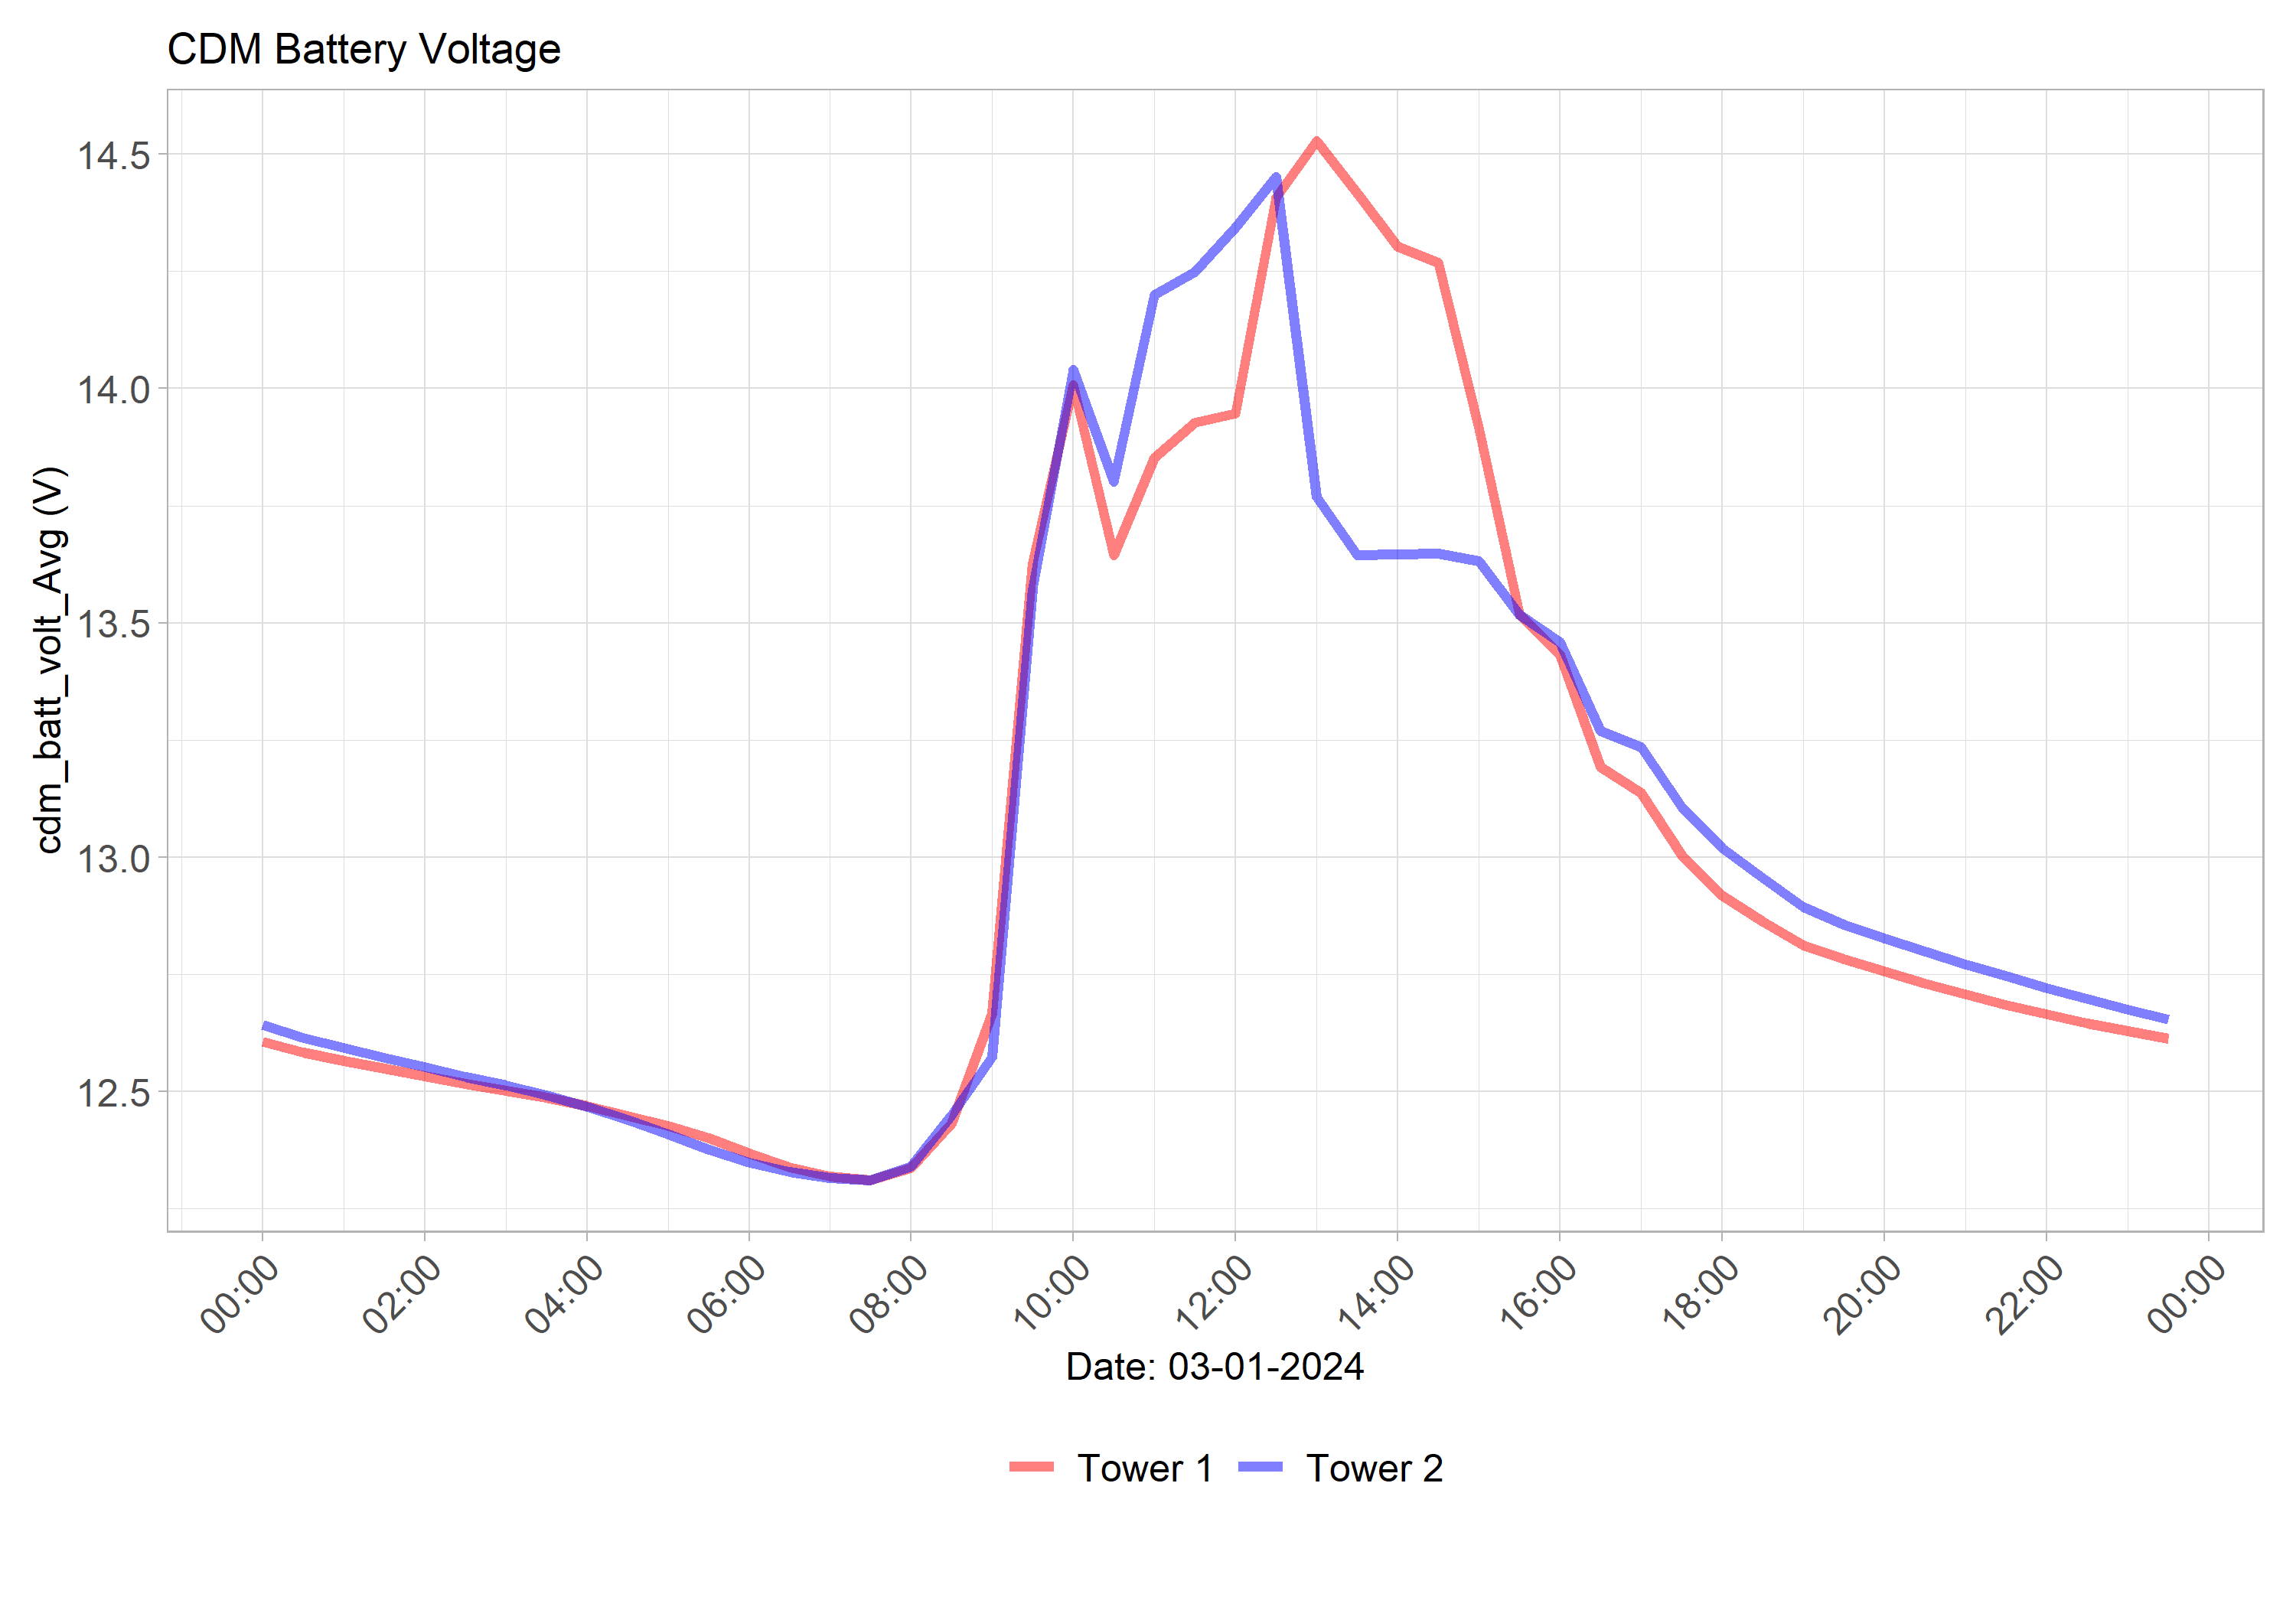 CDM Battery Voltage
cdm_batt_volt_Avg (V)
14.5
14.0
13.5
13.0
12.5
00:00 02:00 04:00 06:00 08:00 10:00 12:00 14:00 16:00 18:00 20:00 22:00 00:00
Date: 03-01-2024
Tower 1 Tower 2